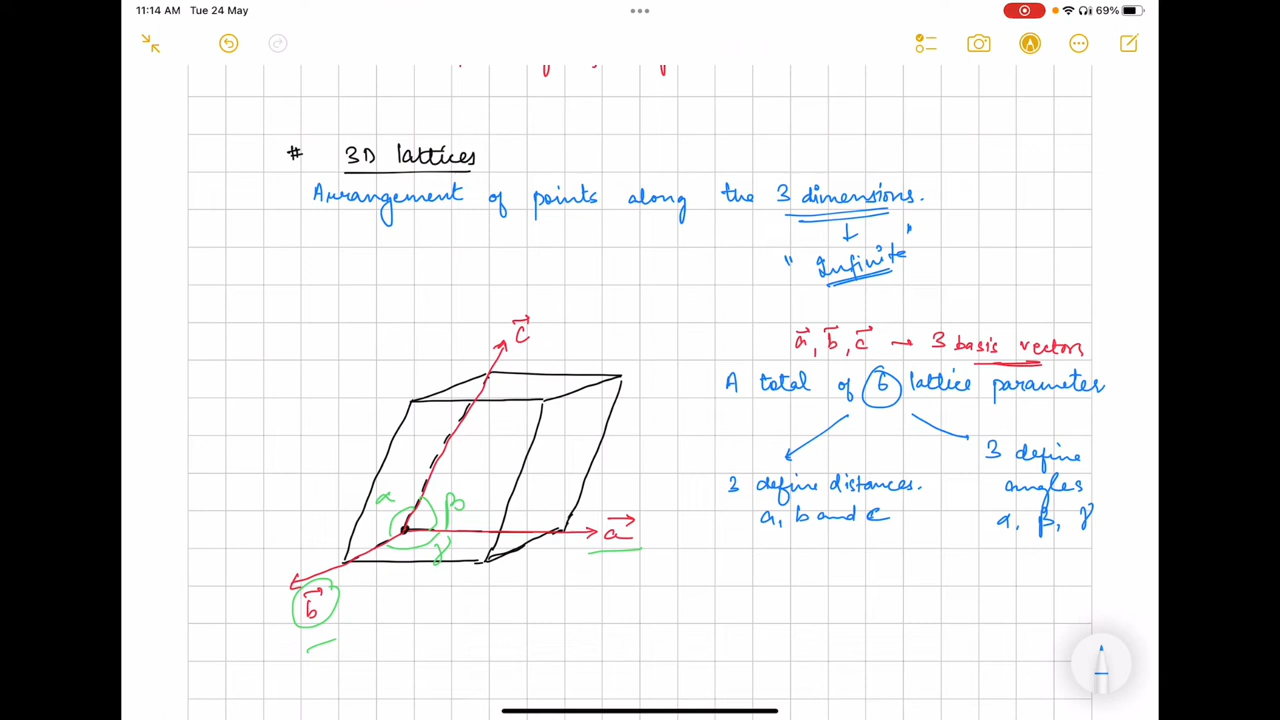 11:14 AM Tue 24 May
69%
# 3D lattices
Arrangement of points along the 3 dimensions.
↓
" Infinite "
a⃗, b⃗, c⃗ → 3 basis vectors
A total of 6 lattice parameter
3 define distances.
a, b and c
3 define
angles
α, β, γ
c⃗
α
β
γ
a⃗
b⃗